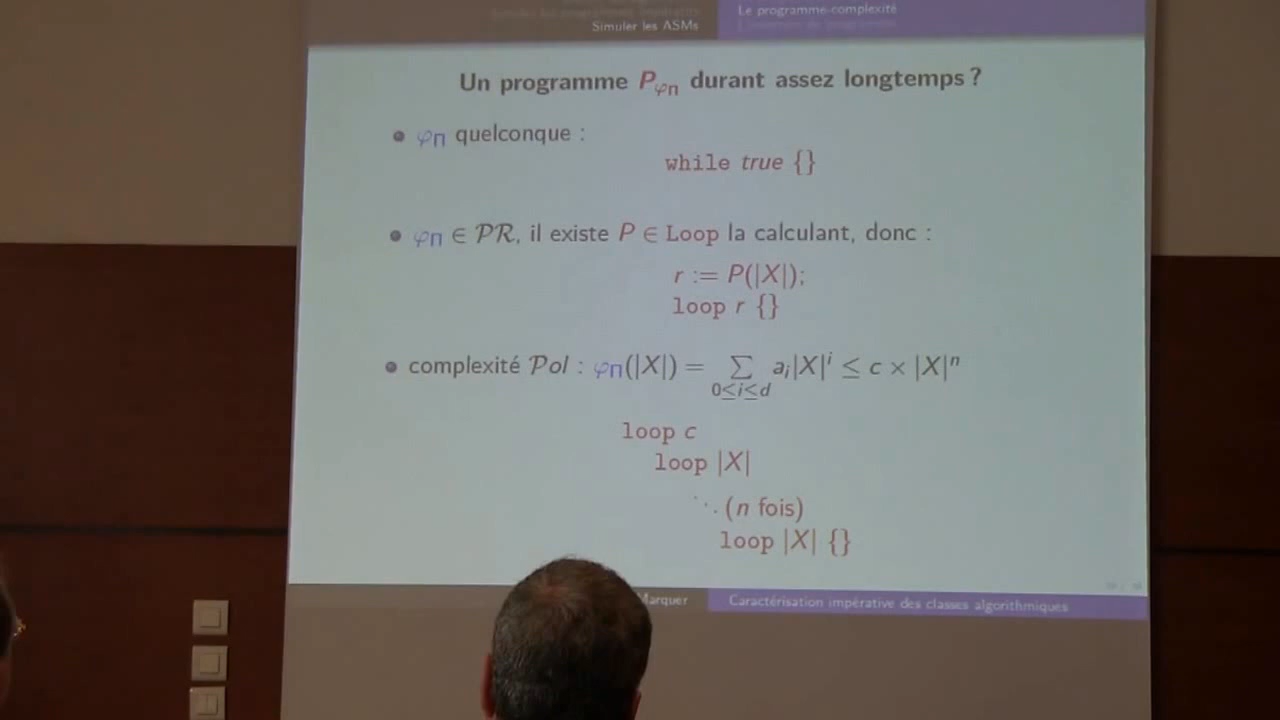 Simuler les ASMs
Le programme-complexité
Un programme P_φΠ durant assez longtemps ?
φΠ quelconque :
while true {}
φΠ ∈ PR, il existe P ∈ Loop la calculant, donc :
r := P(|X|);
loop r {}
complexité Pol : φΠ(|X|) = ∑ 0≤i≤d a_i|X|^i ≤ c × |X|^n
loop c
loop |X|
⋱ (n fois)
loop |X| {}
Marquer
Caractérisation impérative des classes algorithmiques